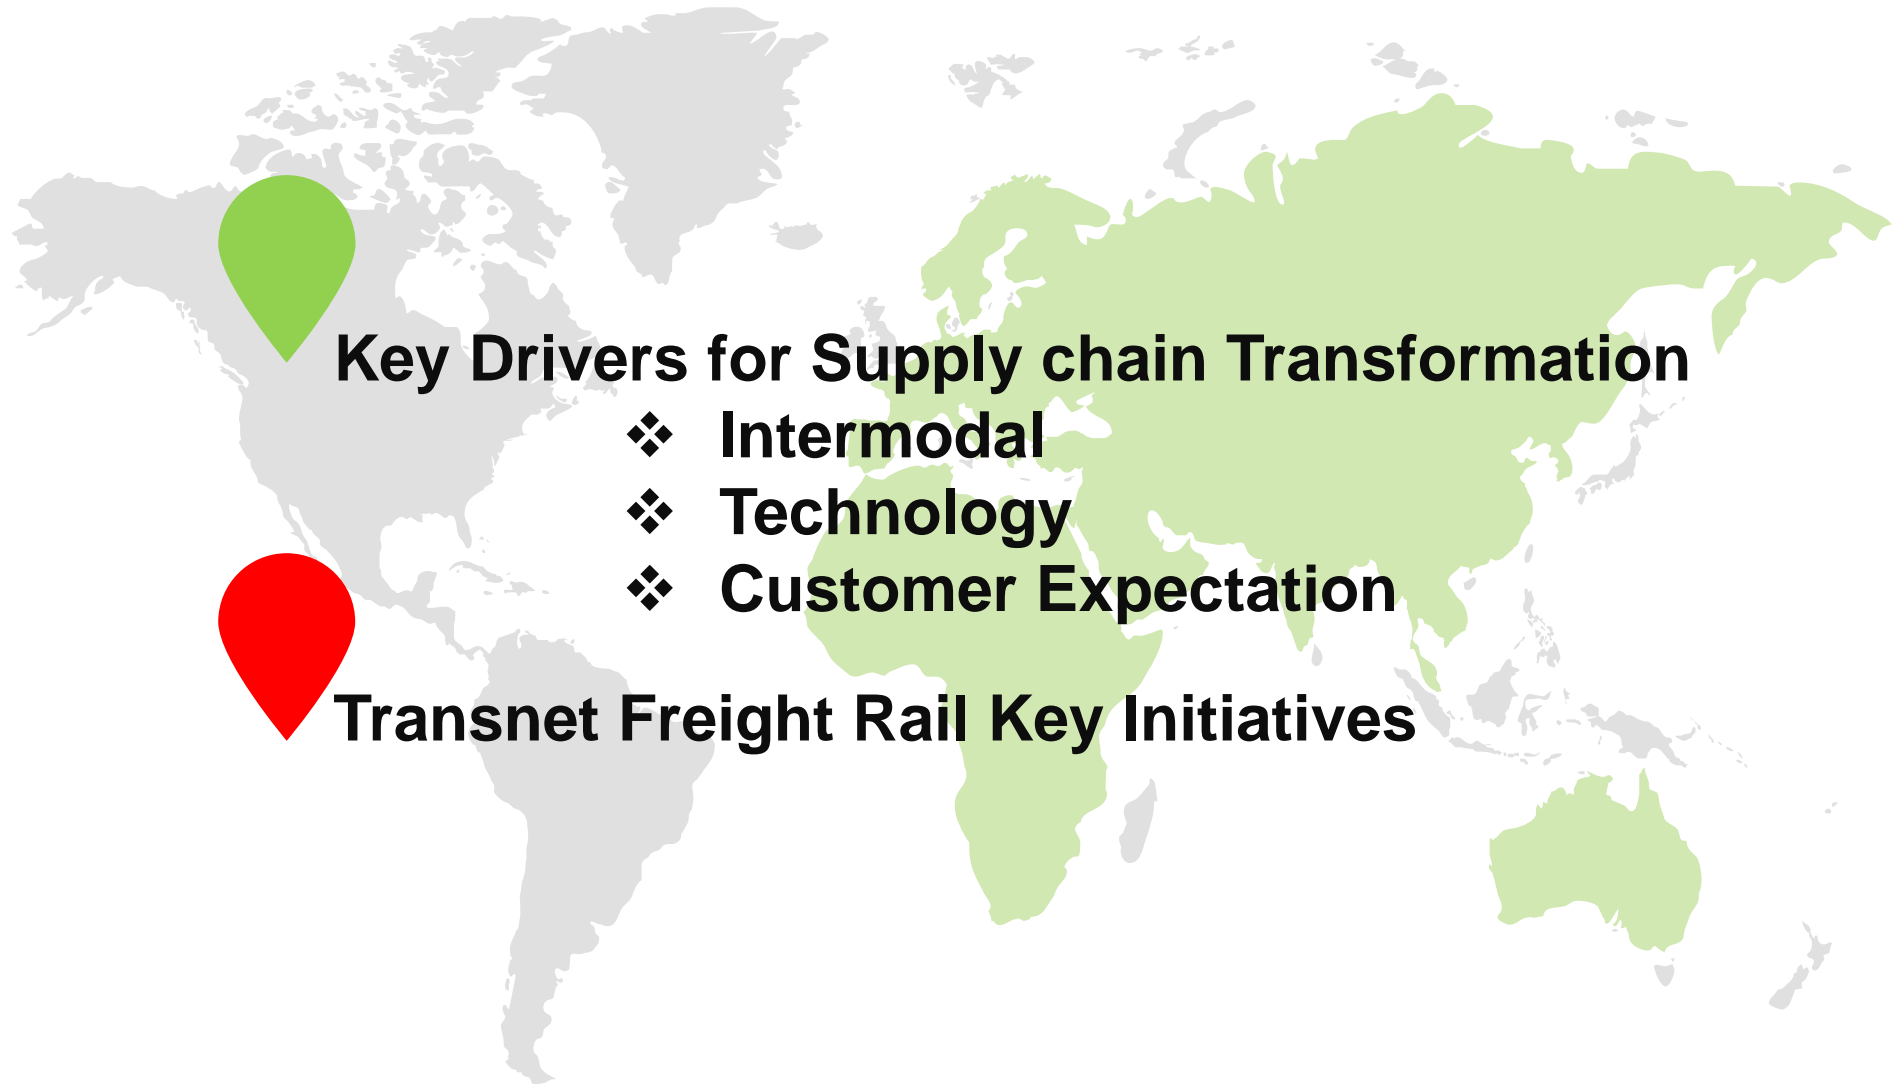 Key Drivers for Supply chain Transformation
❖ Intermodal
❖ Technology
❖ Customer Expectation
Transnet Freight Rail Key Initiatives